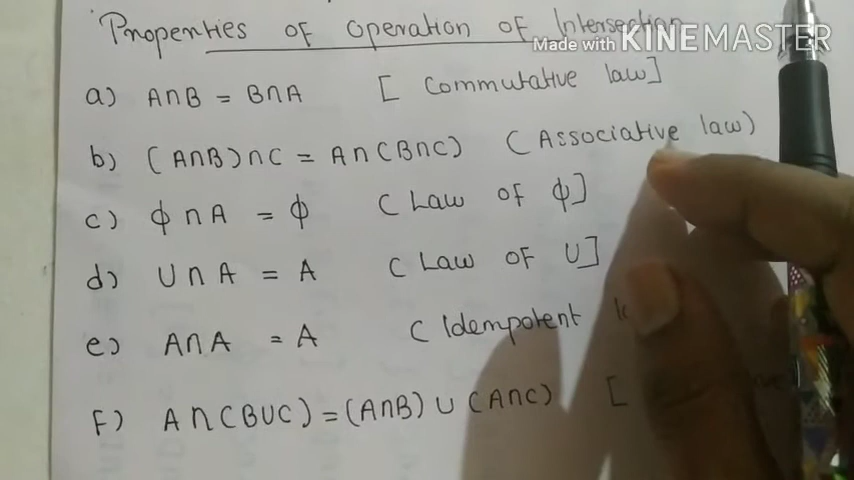 Properties of operation of Intersection
Made with KINEMASTER
a) A∩B = B∩A [ Commutative law]
b) (A∩B)∩C = A∩(B∩C) (Associative law)
c) ϕ∩A = ϕ ( Law of ϕ]
d) U∩A = A ( Law of U]
e) A∩A = A ( Idempotent
F) A∩(B∪C) = (A∩B) ∪ (A∩C) [